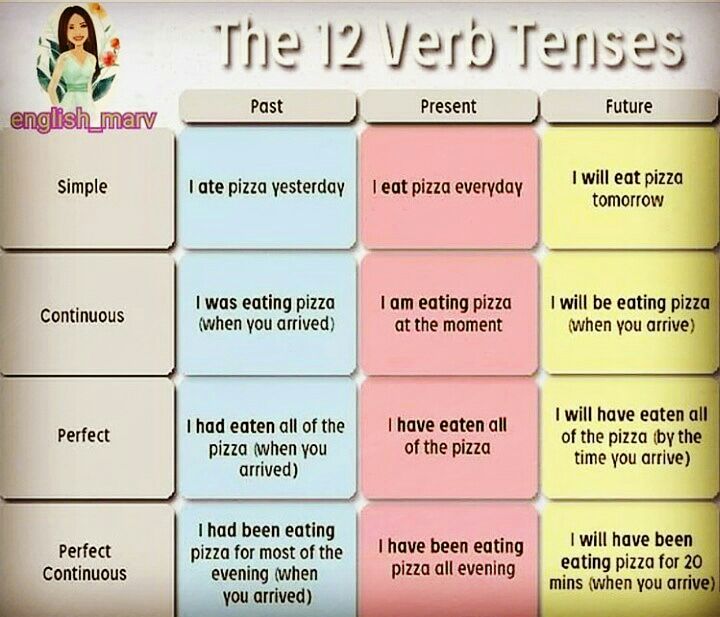 The 12 Verb Tenses
english_marv
Past
Present
Future
Simple
I ate pizza yesterday
I eat pizza everyday
I will eat pizza
tomorrow
Continuous
I was eating pizza
(when you arrived)
I am eating pizza
at the moment
I will be eating pizza
(when you arrive)
Perfect
I had eaten all of the
pizza (when you
arrived)
I have eaten all
of the pizza
I will have eaten all
of the pizza (by the
time you arrive)
Perfect
Continuous
I had been eating
pizza for most of the
evening (when
you arrived)
I have been eating
pizza all evening
I will have been
eating pizza for 20
mins (when you arrive)